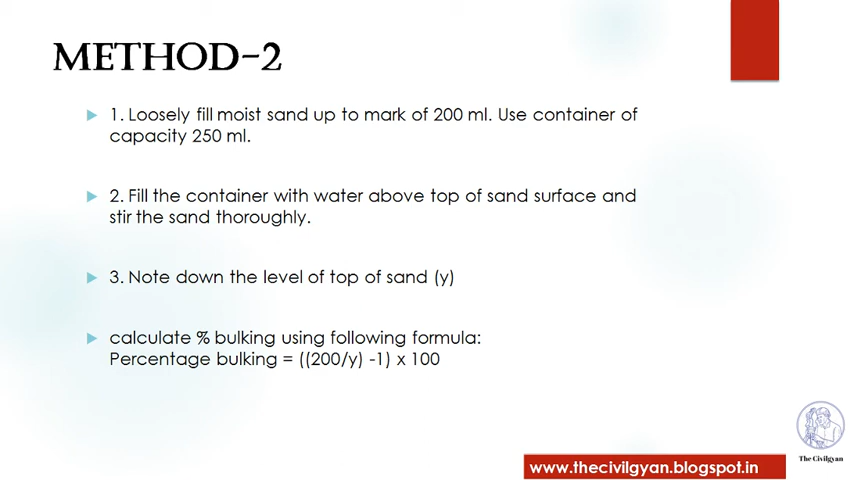 METHOD-2
1. Loosely fill moist sand up to mark of 200 ml. Use container of
capacity 250 ml.
2. Fill the container with water above top of sand surface and
stir the sand thoroughly.
3. Note down the level of top of sand (y)
calculate % bulking using following formula:
Percentage bulking = ((200/y) -1) x 100
The Civilgyan
www.thecivilgyan.blogspot.in